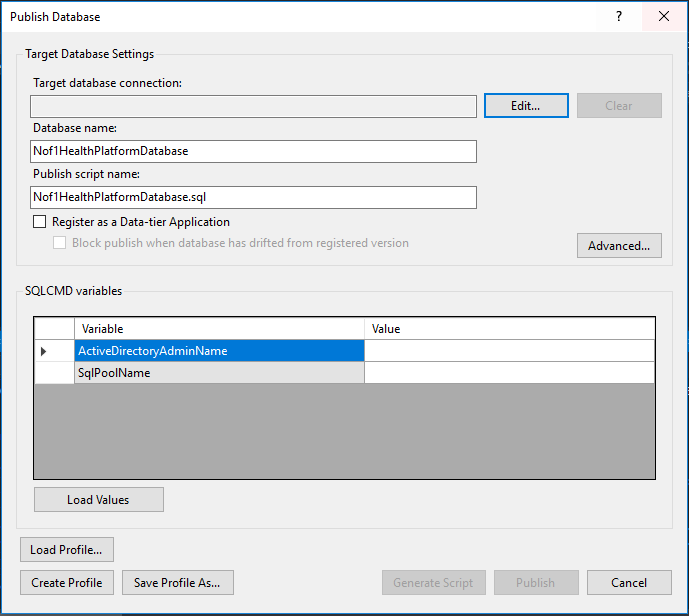 Publish Database
?
Target Database Settings
Target database connection:
Edit...
Clear
Database name:
Nof1HealthPlatformDatabase
Publish script name:
Nof1HealthPlatformDatabase.sql
Register as a Data-tier Application
Block publish when database has drifted from registered version
Advanced...
SQLCMD variables
Variable Value
ActiveDirectoryAdminName
SqlPoolName
Load Values
Load Profile...
Create Profile Save Profile As... Generate Script Publish Cancel